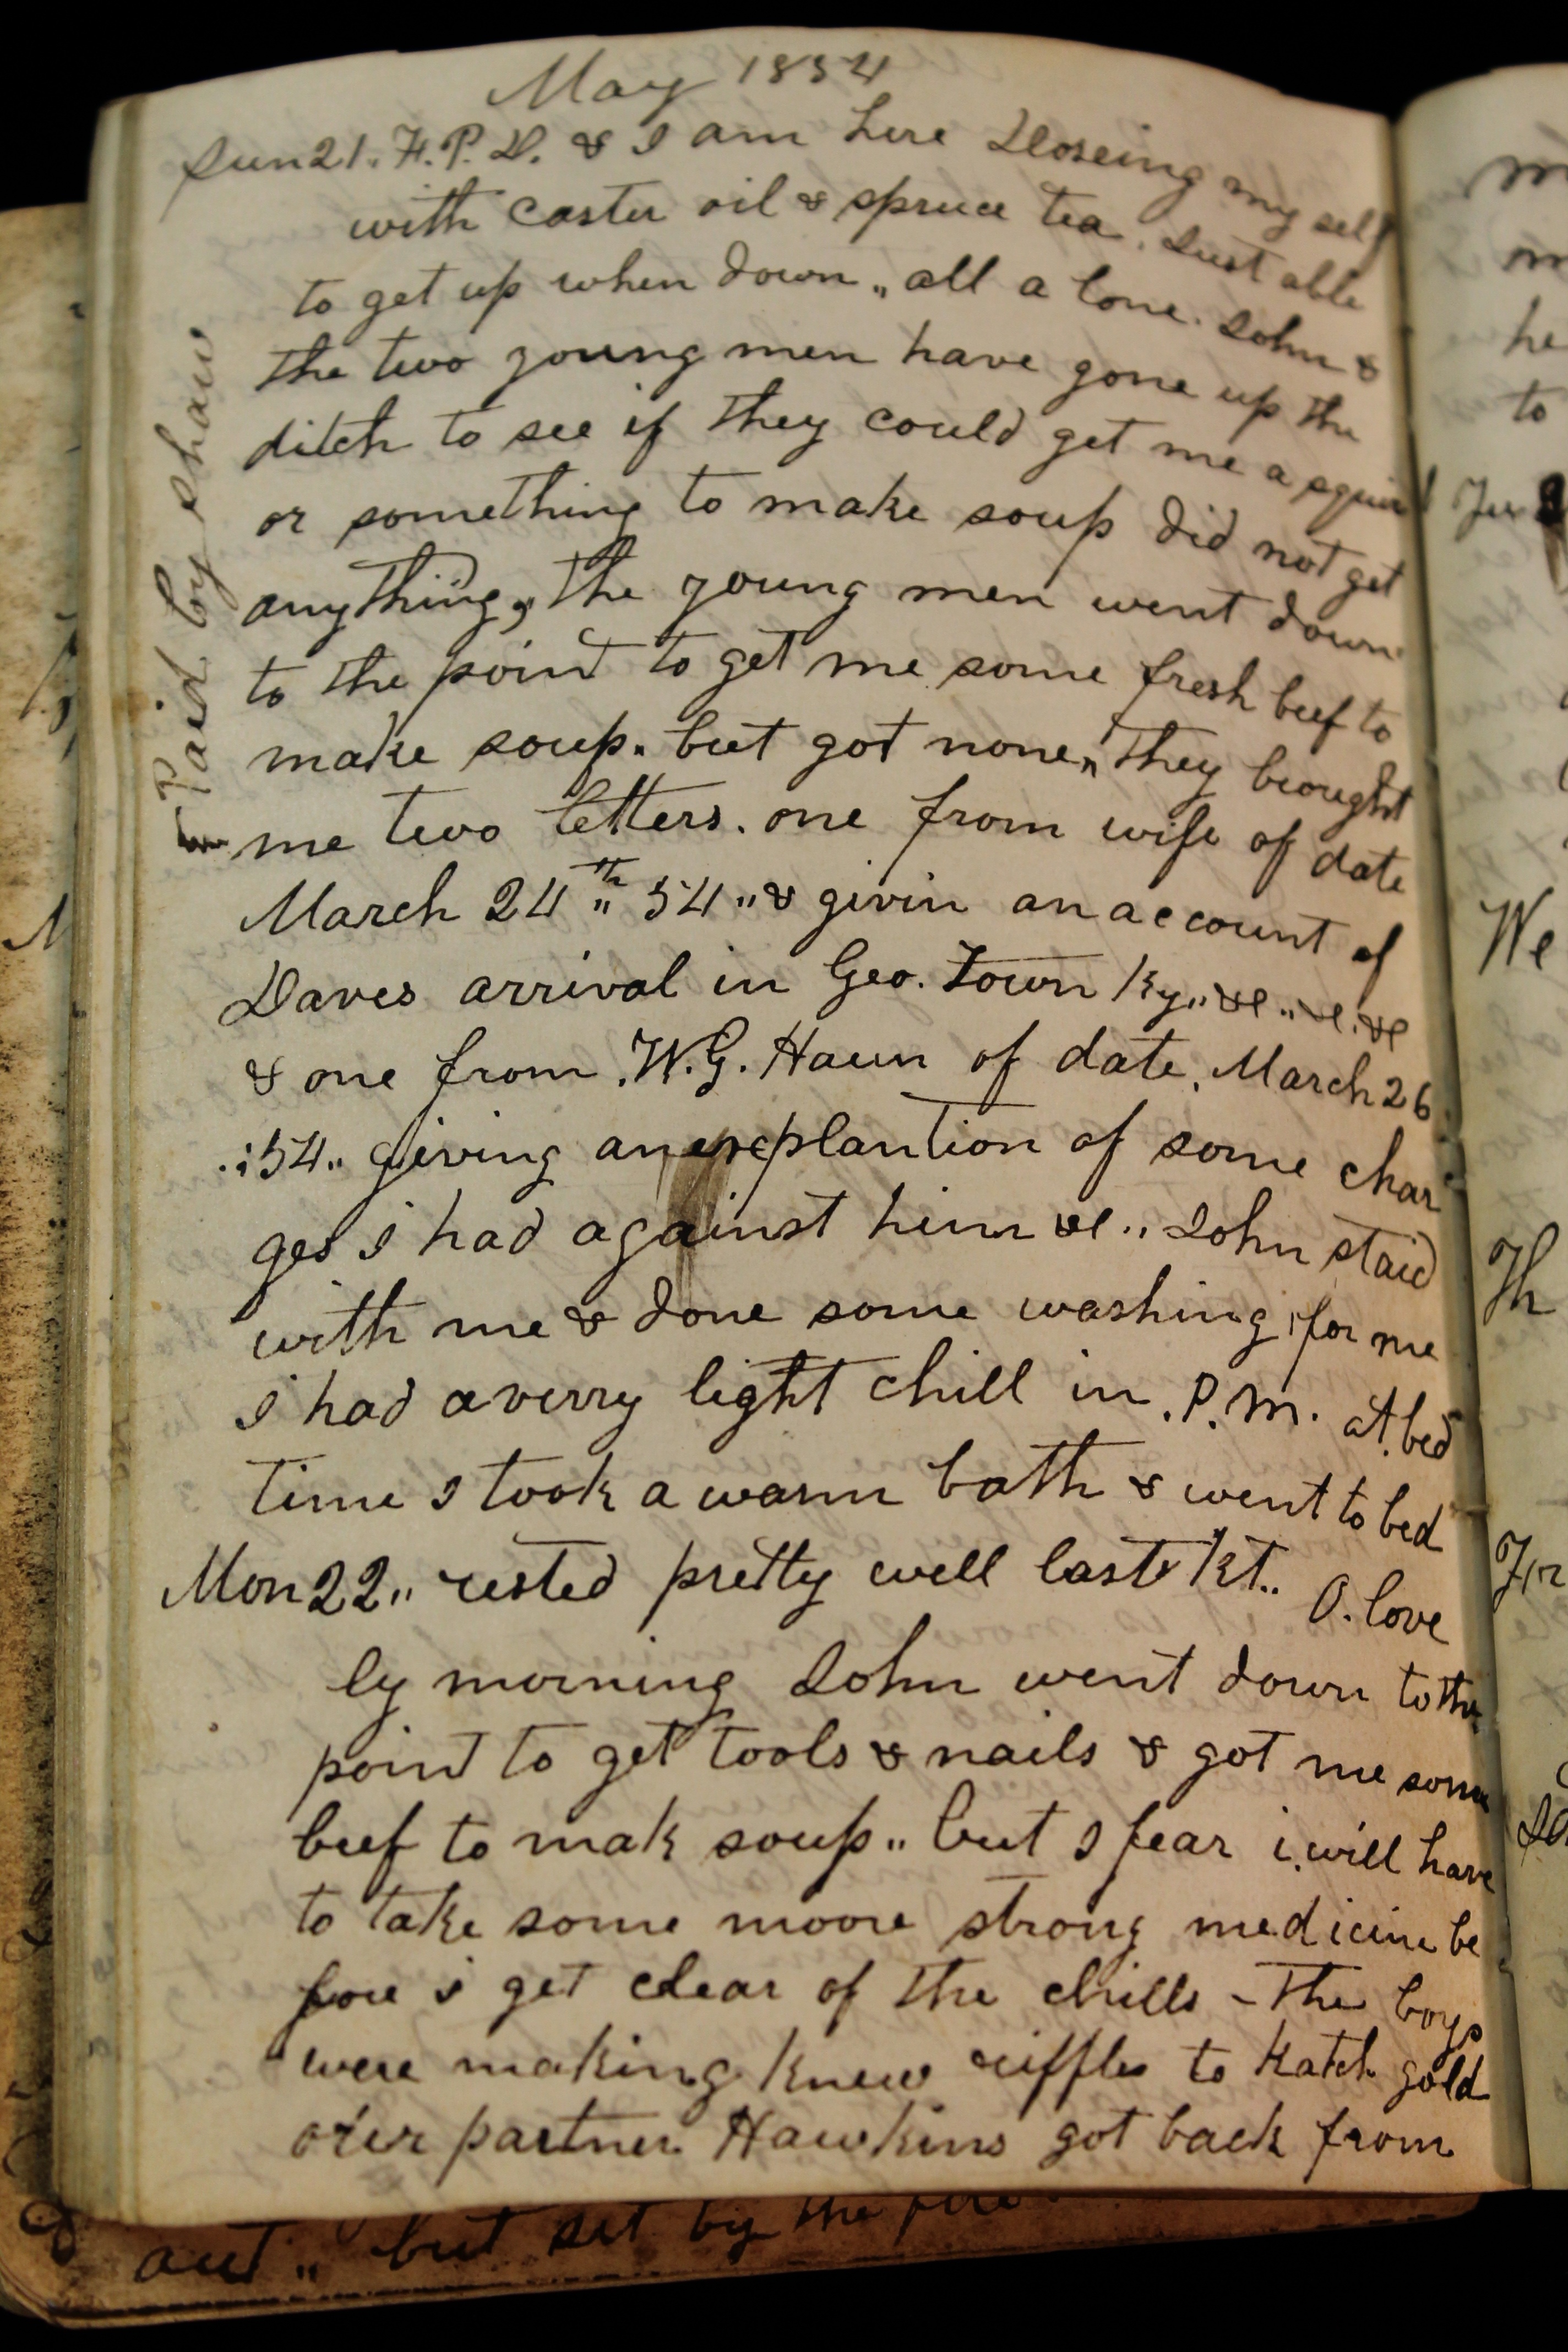 May 1854
Sun 21. H.P.D. & I am here Doseing my self
with caster oil & spruce tea. Just able
to get up when down „ all a lone. John &
the two young men have gone up the
ditch to see if they could get me a squirl
or something to make soup did not get
anything, the young men went down
to the point to get me some fresh beef to
make soup. but got none„ They brought
me two letters. one from wife of date
March 24th „ 54 „ & givin an account of
Daves arrival in Geo. Town Ky„ &c „ &c. &c
& one from W.G. Haun of date, March 26
54„ giving an explantion of some char
ges I had against him &c „ John staid
with me & done some washing for me
I had a verry light chill in P.M. at bed
time I took a warm bath & went to bed
Mon 22„ rested pretty well last Kt.. O. love
ly morning John went down to the
point to get tools & nails & got me some
beef to mak soup„ but I fear i will have
to take some moore strong medicine be
fore i get clear of the chills - The boys
were making knew riffles to Katch gold
our partner Hawkins got back from
Paid by Shaw
out „ but set by the fire
We
he
to
Th